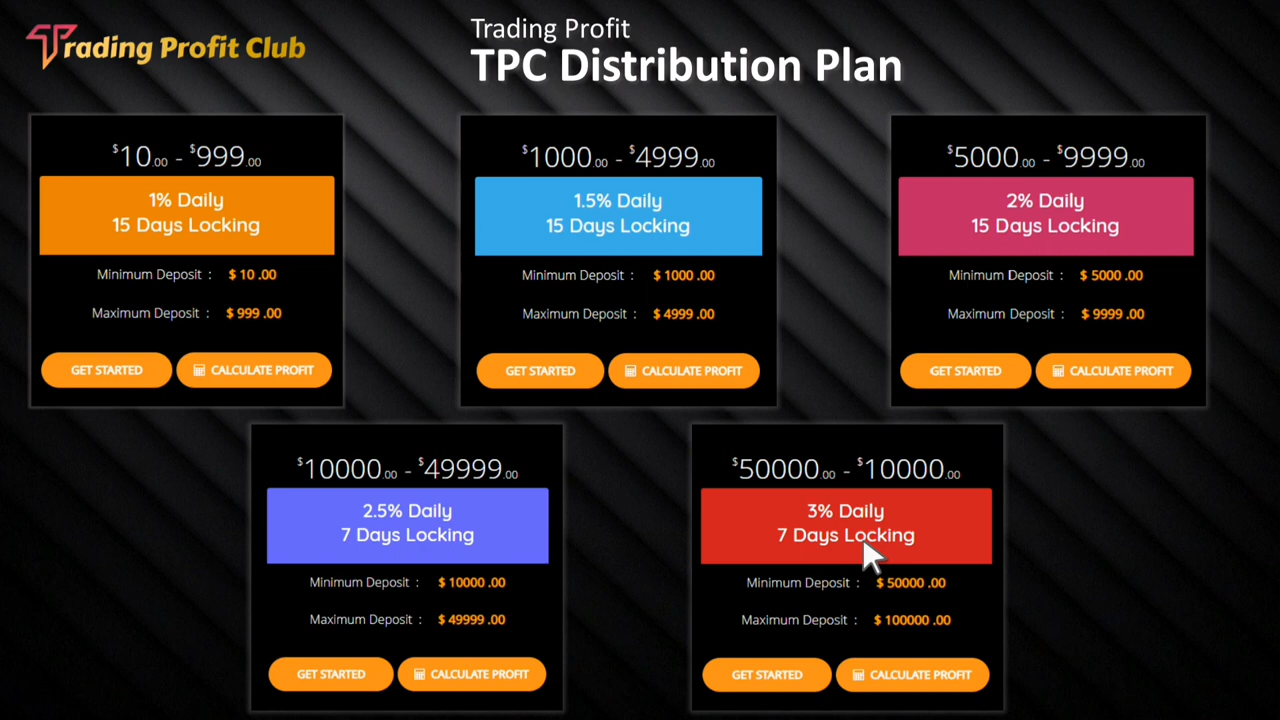 Trading Profit Club
Trading Profit
TPC Distribution Plan
$10.00 - $999.00
1% Daily
15 Days Locking
Minimum Deposit : $ 10 .00
Maximum Deposit : $ 999 .00
GET STARTED CALCULATE PROFIT
$1000.00 - $4999.00
1.5% Daily
15 Days Locking
Minimum Deposit : $ 1000 .00
Maximum Deposit : $ 4999 .00
GET STARTED CALCULATE PROFIT
$5000.00 - $9999.00
2% Daily
15 Days Locking
Minimum Deposit : $ 5000 .00
Maximum Deposit : $ 9999 .00
GET STARTED CALCULATE PROFIT
$10000.00 - $49999.00
2.5% Daily
7 Days Locking
Minimum Deposit : $ 10000 .00
Maximum Deposit : $ 49999 .00
GET STARTED CALCULATE PROFIT
$50000.00 - $10000.00
3% Daily
7 Days Locking
Minimum Deposit : $ 50000 .00
Maximum Deposit : $ 100000 .00
GET STARTED CALCULATE PROFIT